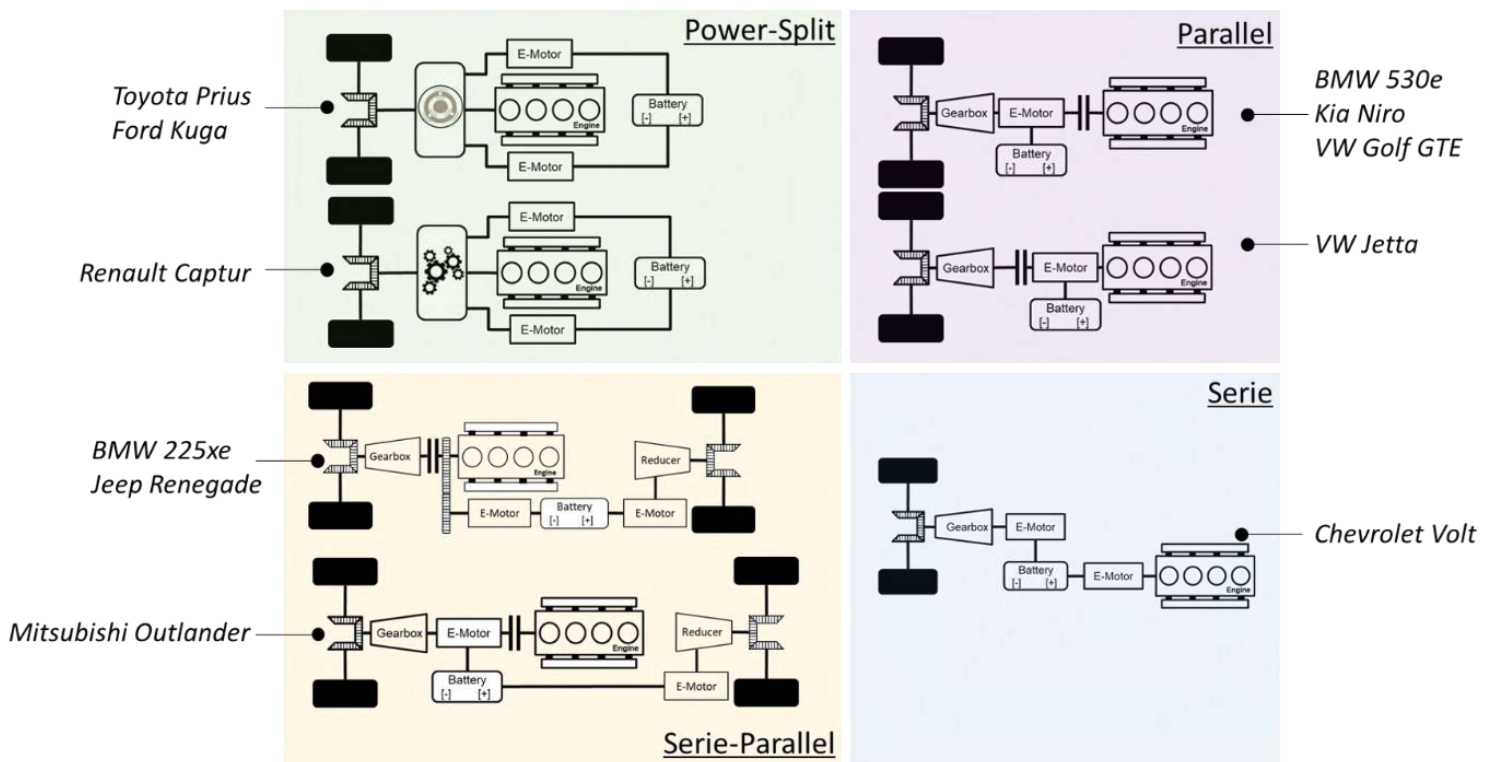 Power-Split
Toyota Prius
Ford Kuga
E-Motor
Engine
Battery
[-] [+]
E-Motor
Renault Captur
E-Motor
Engine
Battery
[-] [+]
E-Motor
Parallel
BMW 530e
Kia Niro
VW Golf GTE
Gearbox
E-Motor
Engine
Battery
[-] [+]
VW Jetta
Gearbox
E-Motor
Engine
Battery
[-] [+]
BMW 225xe
Jeep Renegade
Gearbox
Engine
Reducer
E-Motor
Battery
[-] [+]
E-Motor
Mitsubishi Outlander
Gearbox
E-Motor
Engine
Reducer
Battery
[-] [+]
E-Motor
Serie-Parallel
Serie
Chevrolet Volt
Gearbox
E-Motor
Battery
[-] [+]
E-Motor
Engine